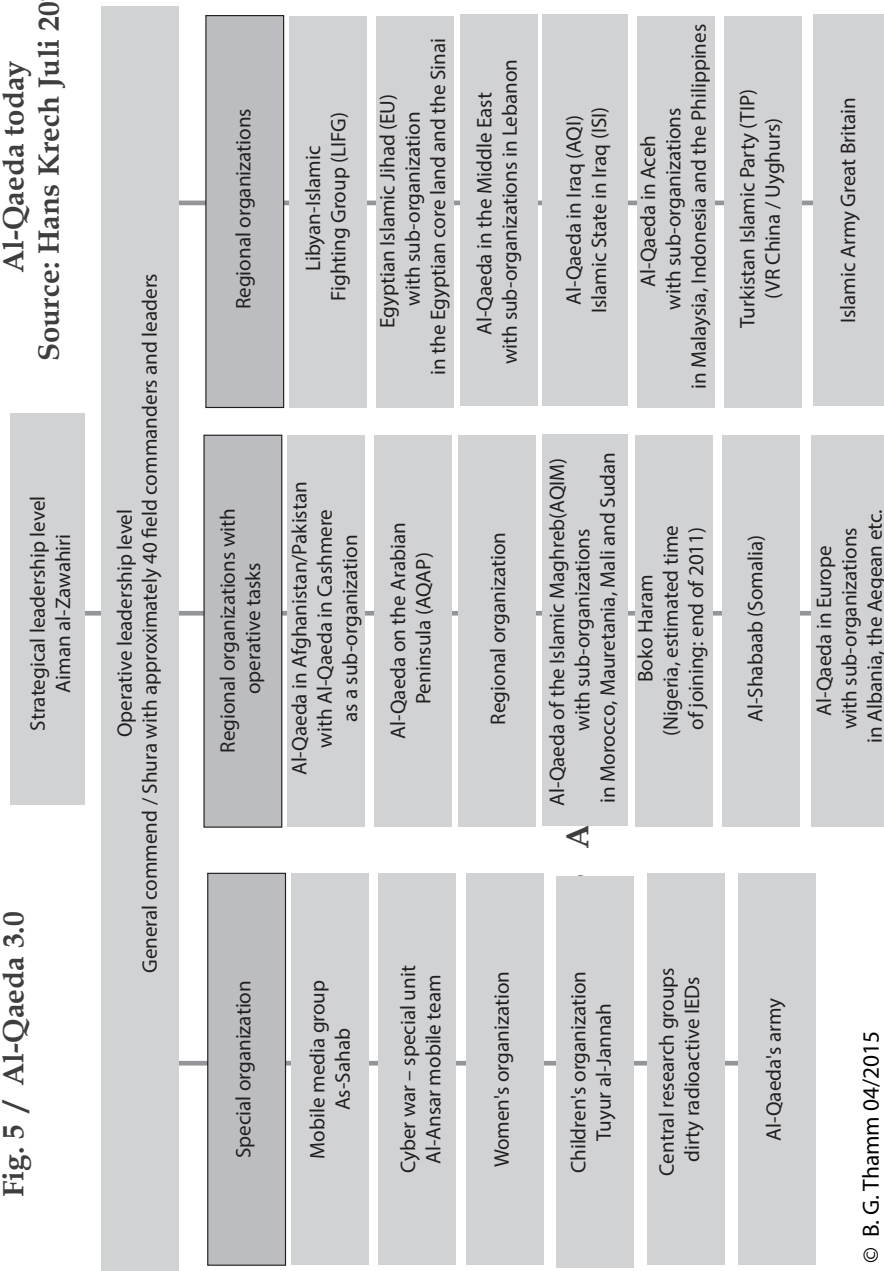 Fig. 5 / Al-Qaeda 3.0
Al-Qaeda today
Source: Hans Krech Juli
Strategical leadership level
Aiman al-Zawahiri
Operative leadership level
General commend / Shura with approximately 40 field commanders and leaders
Special organization
Mobile media group
As-Sahab
Cyber war – special unit
Al-Ansar mobile team
Women's organization
Children's organization
Tuyur al-Jannah
Central research groups
dirty radioactive IEDs
Al-Qaeda's army
Regional organizations with
operative tasks
Al-Qaeda in Afghanistan/Pakistan
with Al-Qaeda in Cashmere
as a sub-organization
Al-Qaeda on the Arabian
Peninsula (AQAP)
Regional organization
A
Al-Qaeda of the Islamic Maghreb(AQIM)
with sub-organizations
in Morocco, Mauretania, Mali and Sudan
Boko Haram
(Nigeria, estimated time
of joining: end of 2011)
Al-Shabaab (Somalia)
Al-Qaeda in Europe
with sub-organizations
in Albania, the Aegean etc.
Regional organizations
Libyan-Islamic
Fighting Group (LIFG)
Egyptian Islamic Jihad (EU)
with sub-organization
in the Egyptian core land and the Sinai
Al-Qaeda in the Middle East
with sub-organizations in Lebanon
Al-Qaeda in Iraq (AQI)
Islamic State in Iraq (ISI)
Al-Qaeda in Aceh
with sub-organizations
in Malaysia, Indonesia and the Philippines
Turkistan Islamic Party (TIP)
(VR China / Uyghurs)
Islamic Army Great Britain
© B. G. Thamm 04/2015